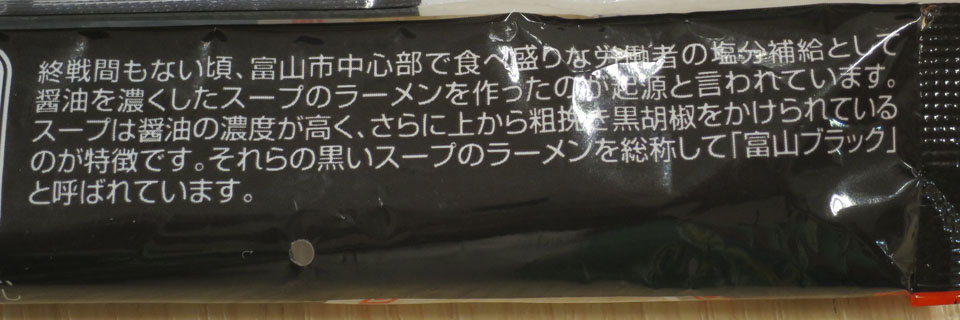 終戦間もない頃、富山市中心部で食べ盛りな労働者の塩分補給として
醤油を濃くしたスープのラーメンを作ったのが起源と言われています。
スープは醤油の濃度が高く、さらに上から粗挽き黒胡椒をかけられている
のが特徴です。それらの黒いスープのラーメンを総称して「富山ブラック」
と呼ばれています。